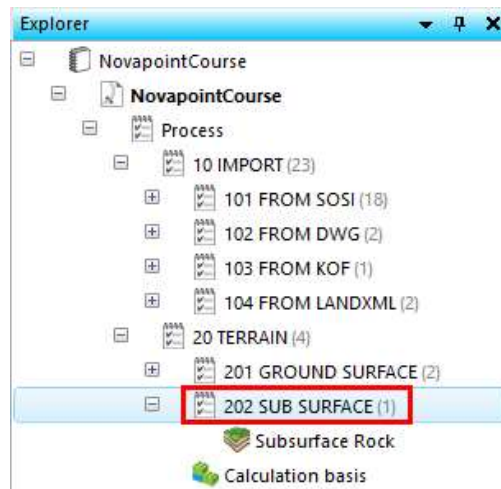 Explorer
NovapointCourse
NovapointCourse
Process
10 IMPORT (23)
101 FROM SOSI (18)
102 FROM DWG (2)
103 FROM KOF (1)
104 FROM LANDXML (2)
20 TERRAIN (4)
201 GROUND SURFACE (2)
202 SUB SURFACE (1)
Subsurface Rock
Calculation basis